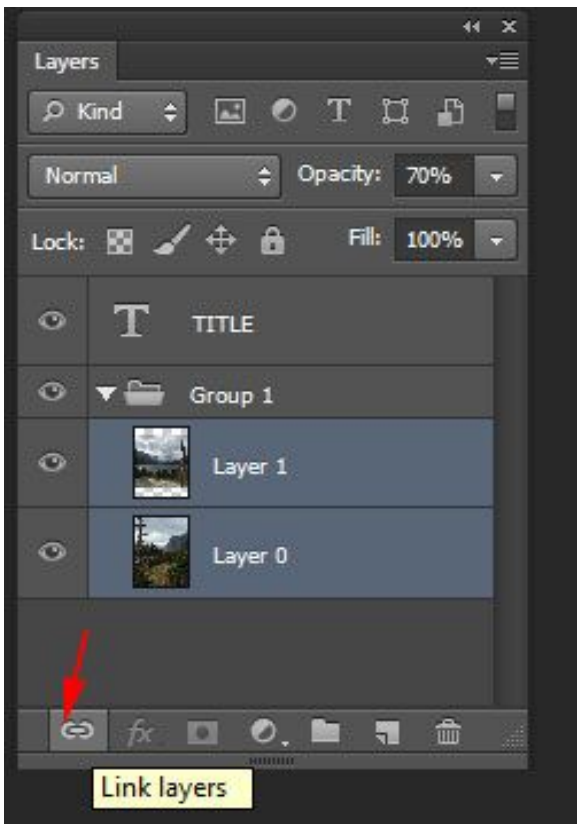 Layers
Kind
Normal Opacity: 70%
Lock: Fill: 100%
T TITLE
Group 1
Layer 1
Layer 0
fx
Link layers